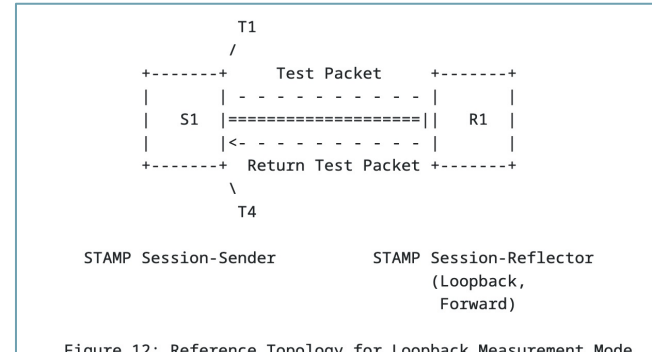 T1
/
+-------+ Test Packet +-------+
| | - - - - - - - - - - | |
| S1 |====================|| R1 |
| |<- - - - - - - - - - | |
+-------+ Return Test Packet +-------+
\
T4
STAMP Session-Sender STAMP Session-Reflector
(Loopback,
Forward)
Figure 12: Reference Topology for Loopback Measurement Mode